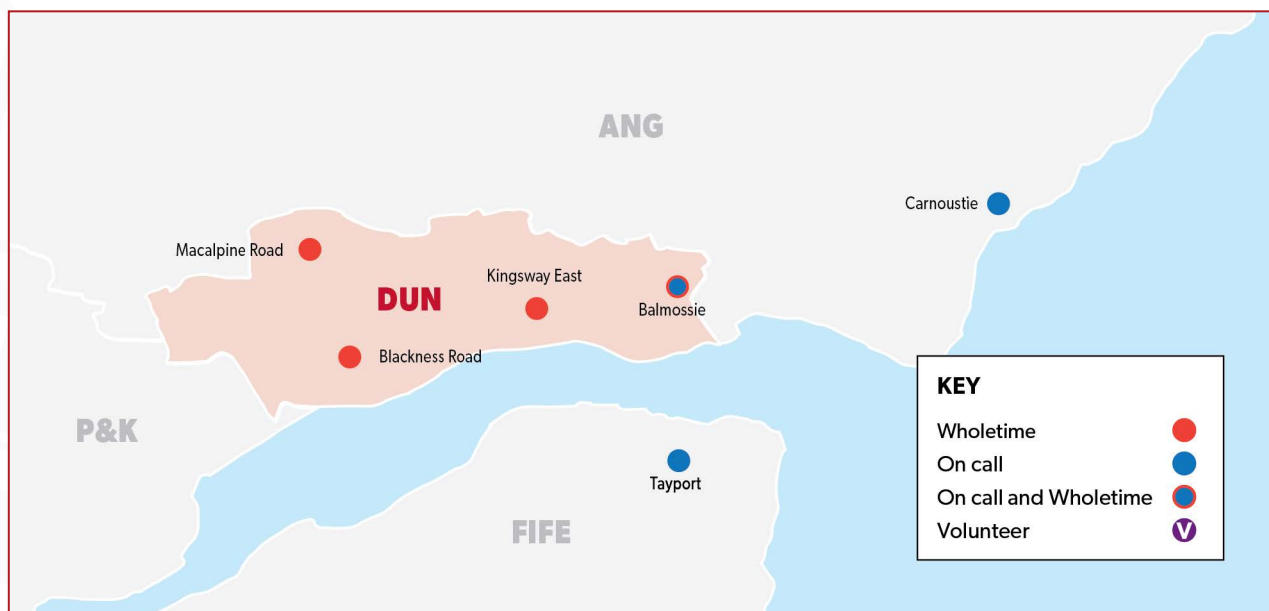 ANG
Carnoustie
Macalpine Road
Kingsway East
DUN
Balmossie
Blackness Road
P&K
Tayport
FIFE
KEY
Wholetime
On call
On call and Wholetime
Volunteer
V